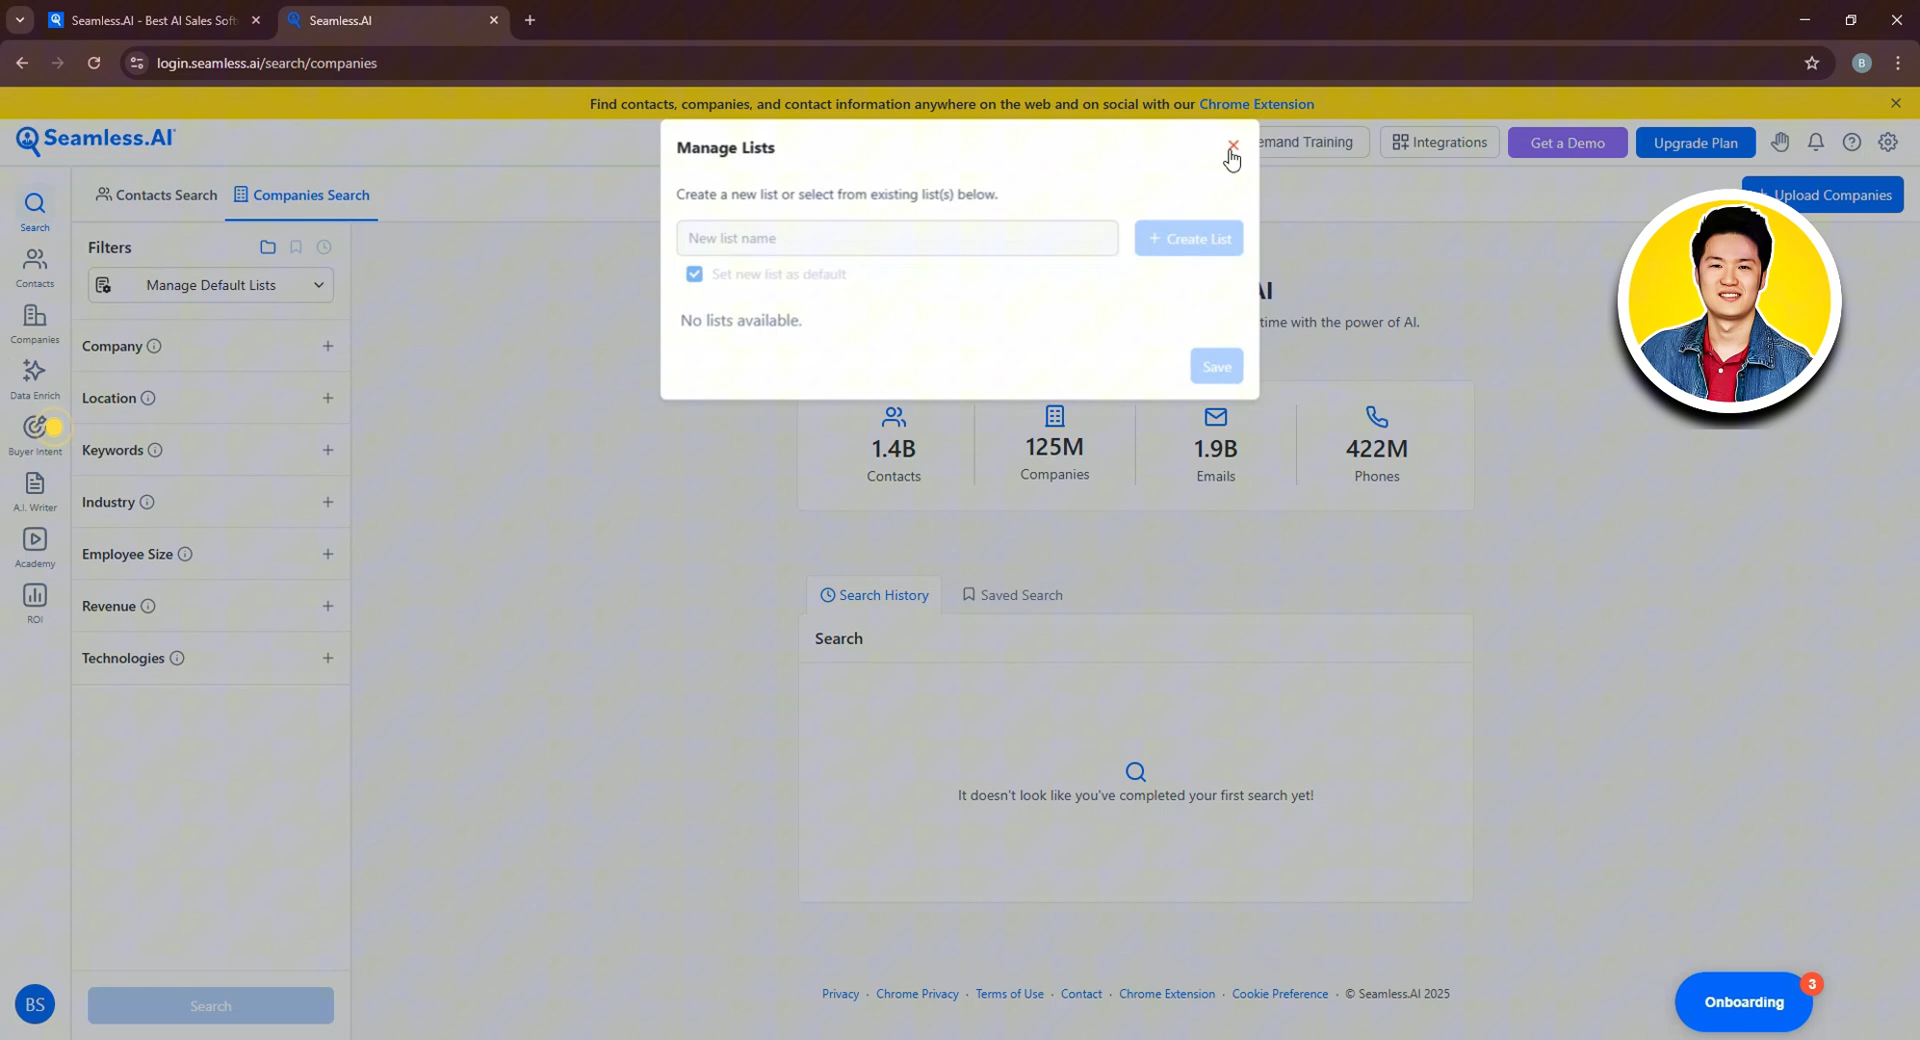 Seamless.AI - Best AI Sales Soft
Seamless.AI
login.seamless.ai/search/companies
B
Find contacts, companies, and contact information anywhere on the web and on social with our Chrome Extension
Seamless.AI
Manage Lists
emand Training
Integrations
Get a Demo
Upgrade Plan
Search
Contacts Search
Companies Search
Create a new list or select from existing list(s) below.
Upload Companies
Filters
New list name
+ Create List
Contacts
Manage Default Lists
Set new list as default
AI
Companies
Company
No lists available.
time with the power of AI.
Save
Data Enrich
Location
Buyer Intent
Keywords
1.4B
Contacts
125M
Companies
1.9B
Emails
422M
Phones
A.I. Writer
Industry
Academy
Employee Size
ROI
Revenue
Search History
Saved Search
Search
Technologies
It doesn't look like you've completed your first search yet!
BS
Search
Privacy · Chrome Privacy · Terms of Use · Contact · Chrome Extension · Cookie Preference · © Seamless.AI 2025
Onboarding
3